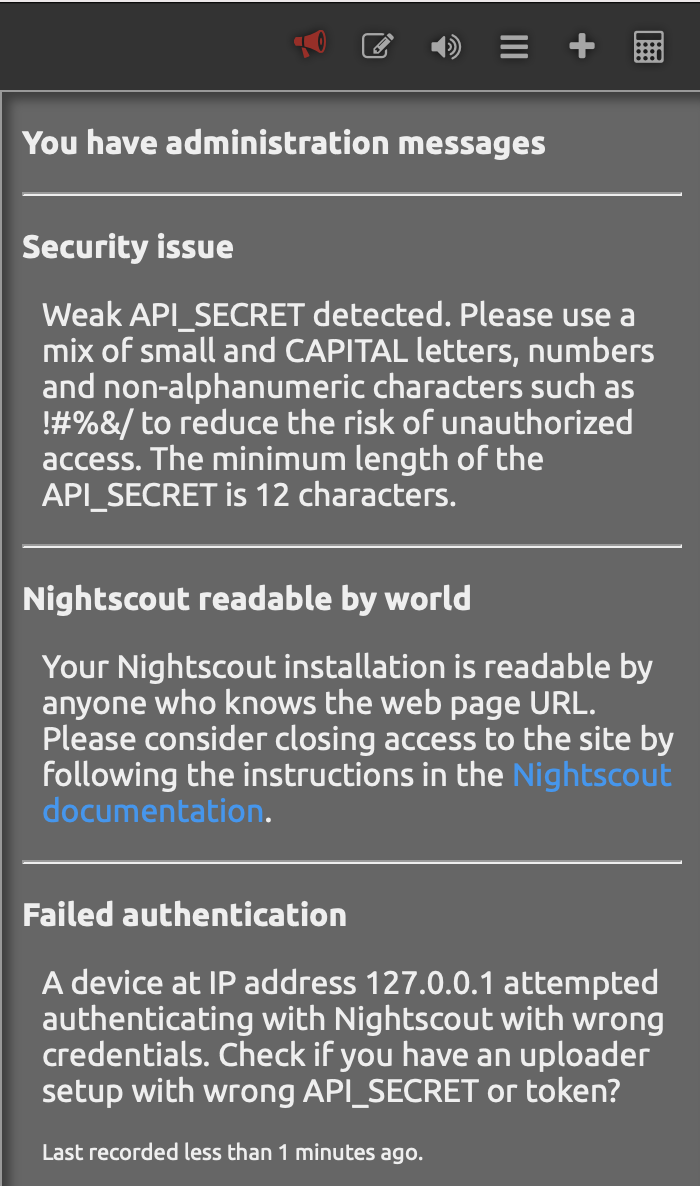 You have administration messages
Security issue
Weak API_SECRET detected. Please use a
mix of small and CAPITAL letters, numbers
and non-alphanumeric characters such as
!#%&/ to reduce the risk of unauthorized
access. The minimum length of the
API_SECRET is 12 characters.
Nightscout readable by world
Your Nightscout installation is readable by
anyone who knows the web page URL.
Please consider closing access to the site by
following the instructions in the Nightscout
documentation.
Failed authentication
A device at IP address 127.0.0.1 attempted
authenticating with Nightscout with wrong
credentials. Check if you have an uploader
setup with wrong API_SECRET or token?
Last recorded less than 1 minutes ago.